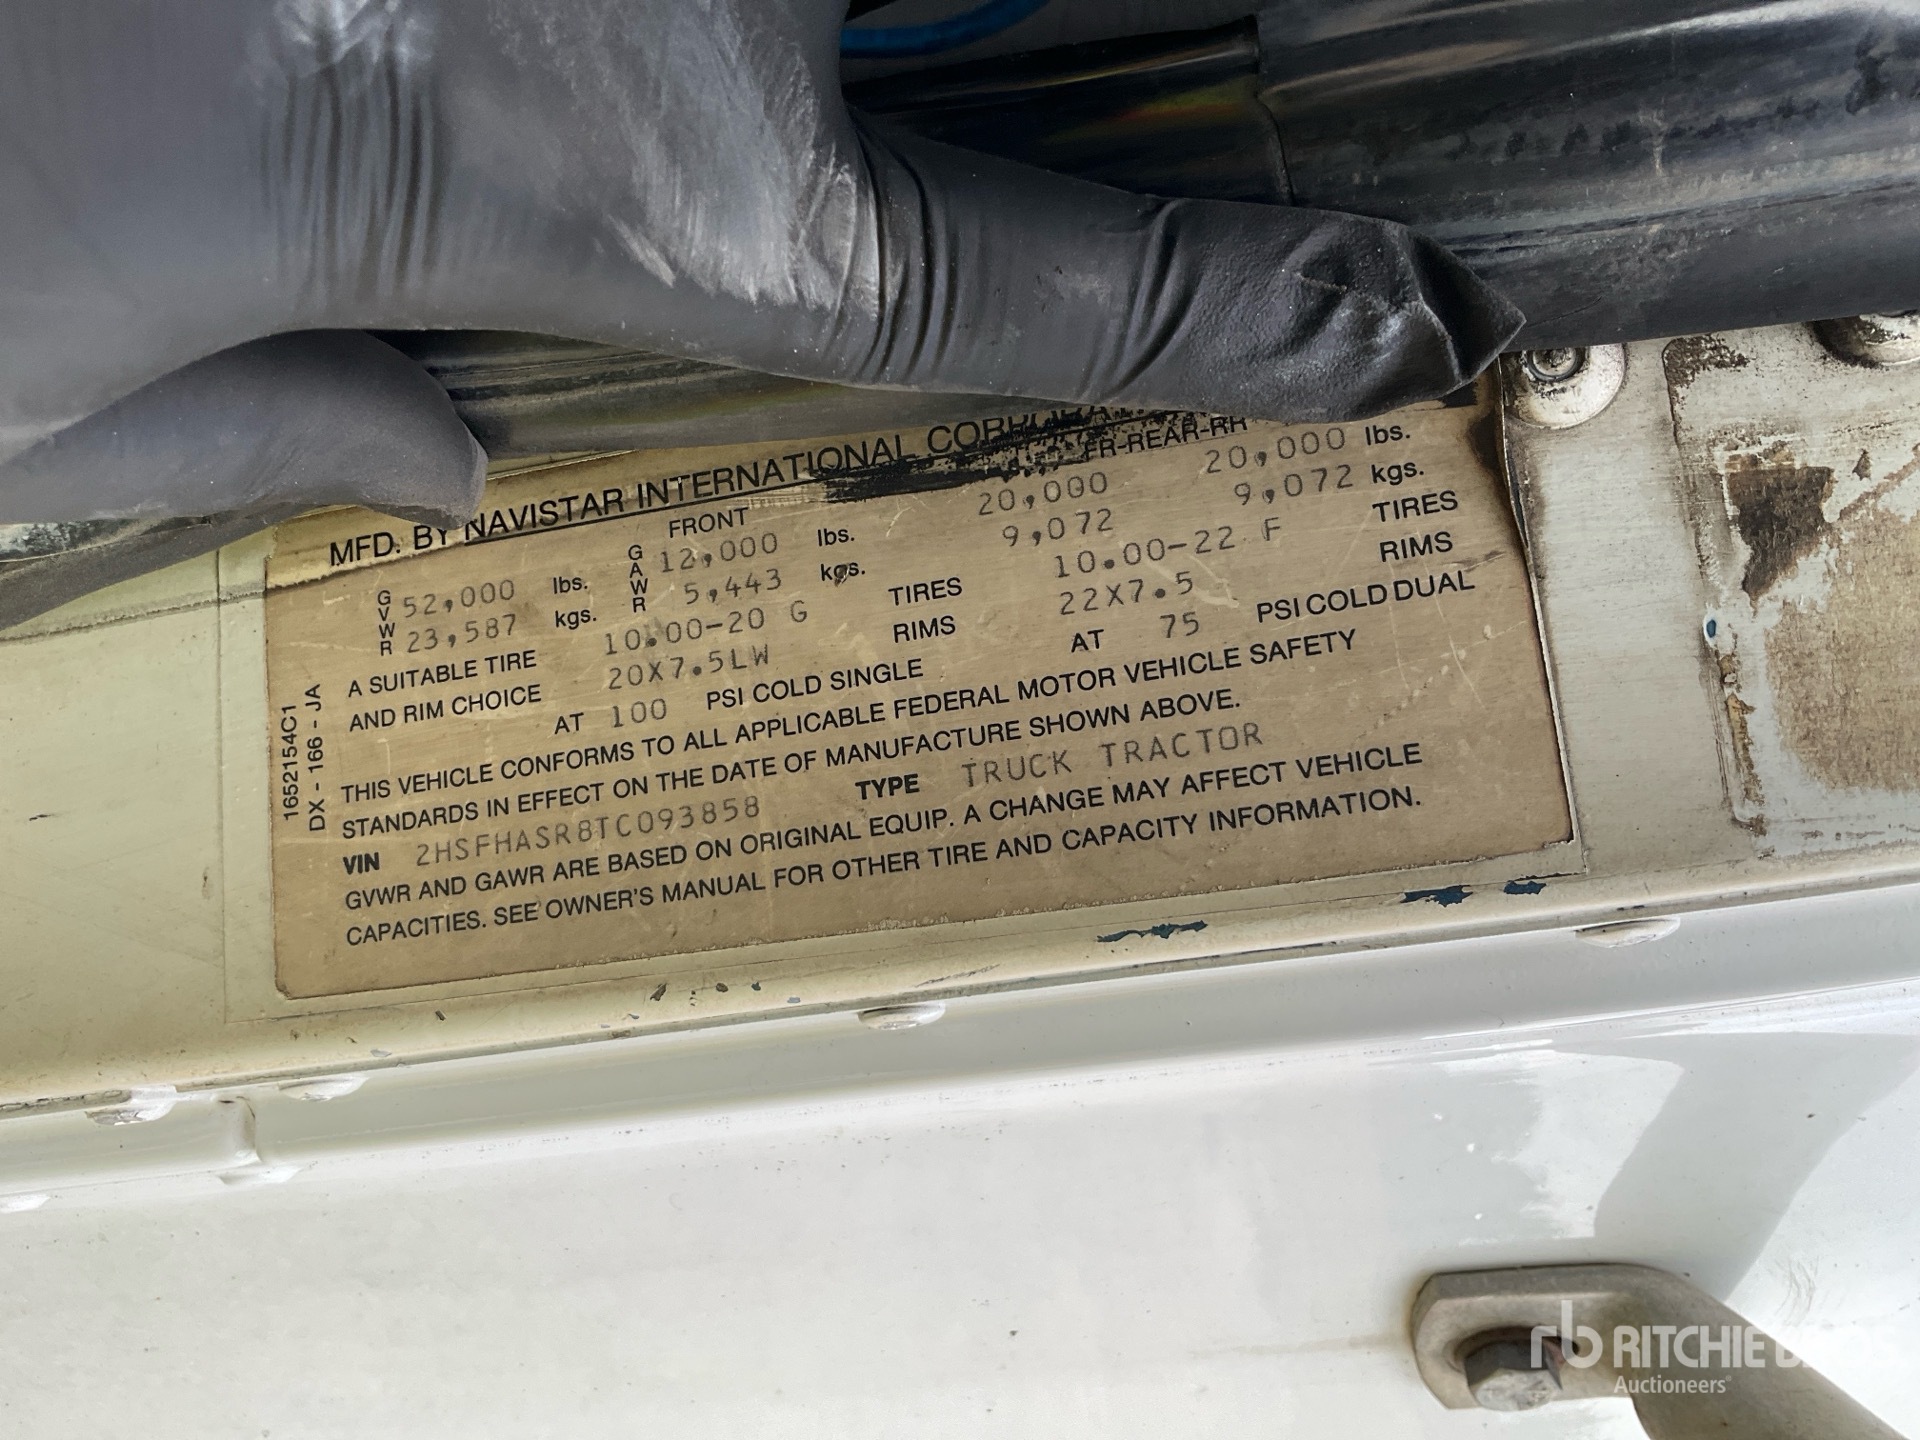 MFD. BY NAVISTAR INTERNATIONAL
FRONT FR-REAR-RR
GVWR 52,000 lbs. GAWR 12,000 lbs. 20,000 20,000 lbs.
23,587 kgs. 5,443 kgs. 9,072 9,072 kgs.
A SUITABLE TIRE 10.00-20 G TIRES 10.00-22 F TIRES
AND RIM CHOICE 20X7.5LW RIMS 22X7.5 RIMS
AT 100 PSI COLD SINGLE AT 75 PSI COLD DUAL
THIS VEHICLE CONFORMS TO ALL APPLICABLE FEDERAL MOTOR VEHICLE SAFETY
STANDARDS IN EFFECT ON THE DATE OF MANUFACTURE SHOWN ABOVE.
VIN 2HSFHASR8TC093858 TYPE TRUCK TRACTOR
GVWR AND GAWR ARE BASED ON ORIGINAL EQUIP. A CHANGE MAY AFFECT VEHICLE
CAPACITIES. SEE OWNER'S MANUAL FOR OTHER TIRE AND CAPACITY INFORMATION.
1652154C1
DX - 166 - JA
rb RITCHIE BROS
Auctioneers